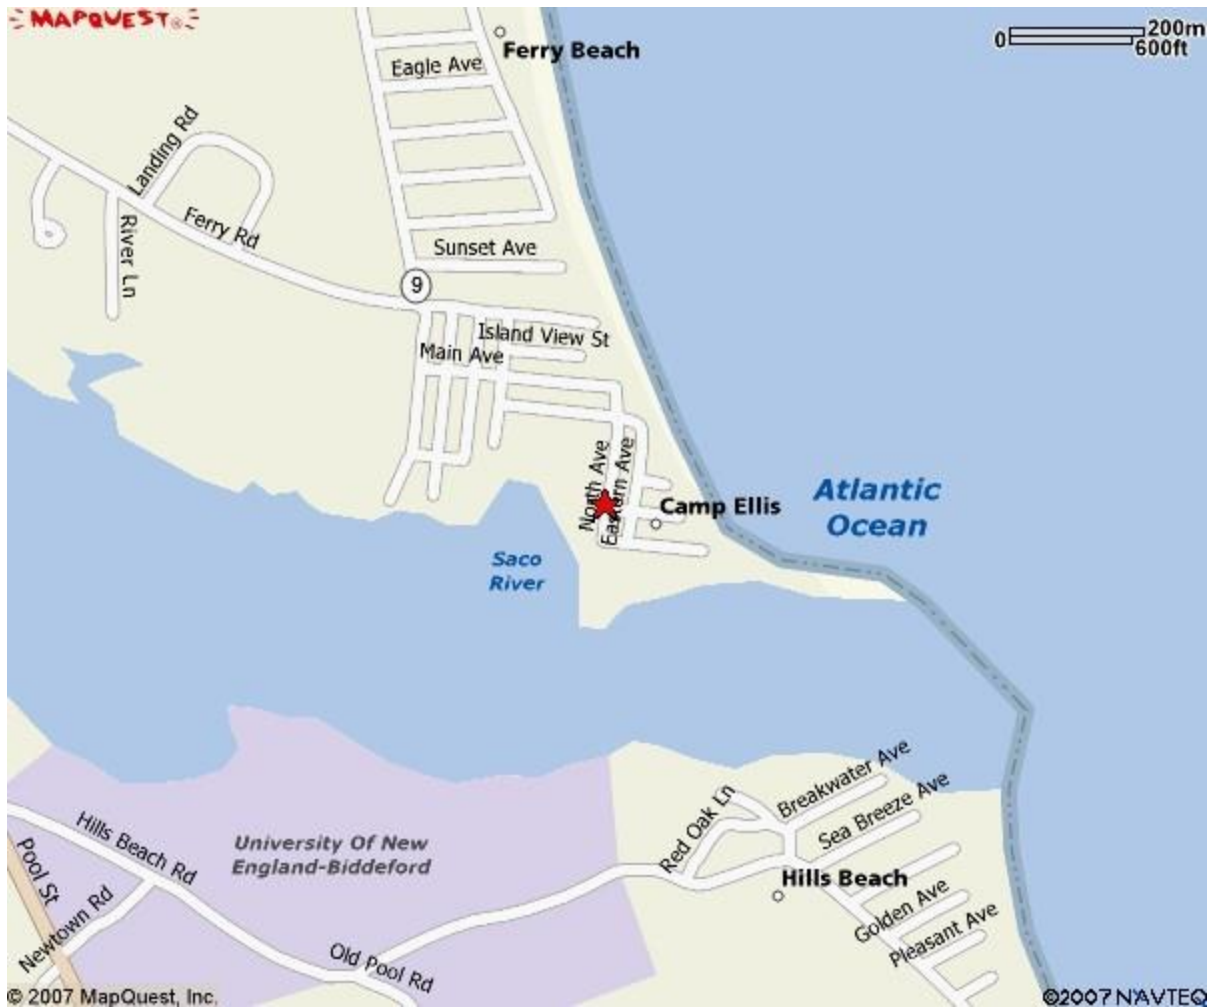 MAPQUEST®
0 200m
600ft
Ferry Beach
Eagle Ave
Landing Rd
Ferry Rd
River Ln
Sunset Ave
9
Island View St
Main Ave
North Ave
Eastern Ave
Camp Ellis
Atlantic
Ocean
Saco
River
Breakwater Ave
Sea Breeze Ave
Red Oak Ln
Hills Beach Rd
University Of New
England-Biddeford
Pool St
Hills Beach
Golden Ave
Pleasant Ave
Newtown Rd
Old Pool Rd
© 2007 MapQuest, Inc.
©2007 NAVTEQ